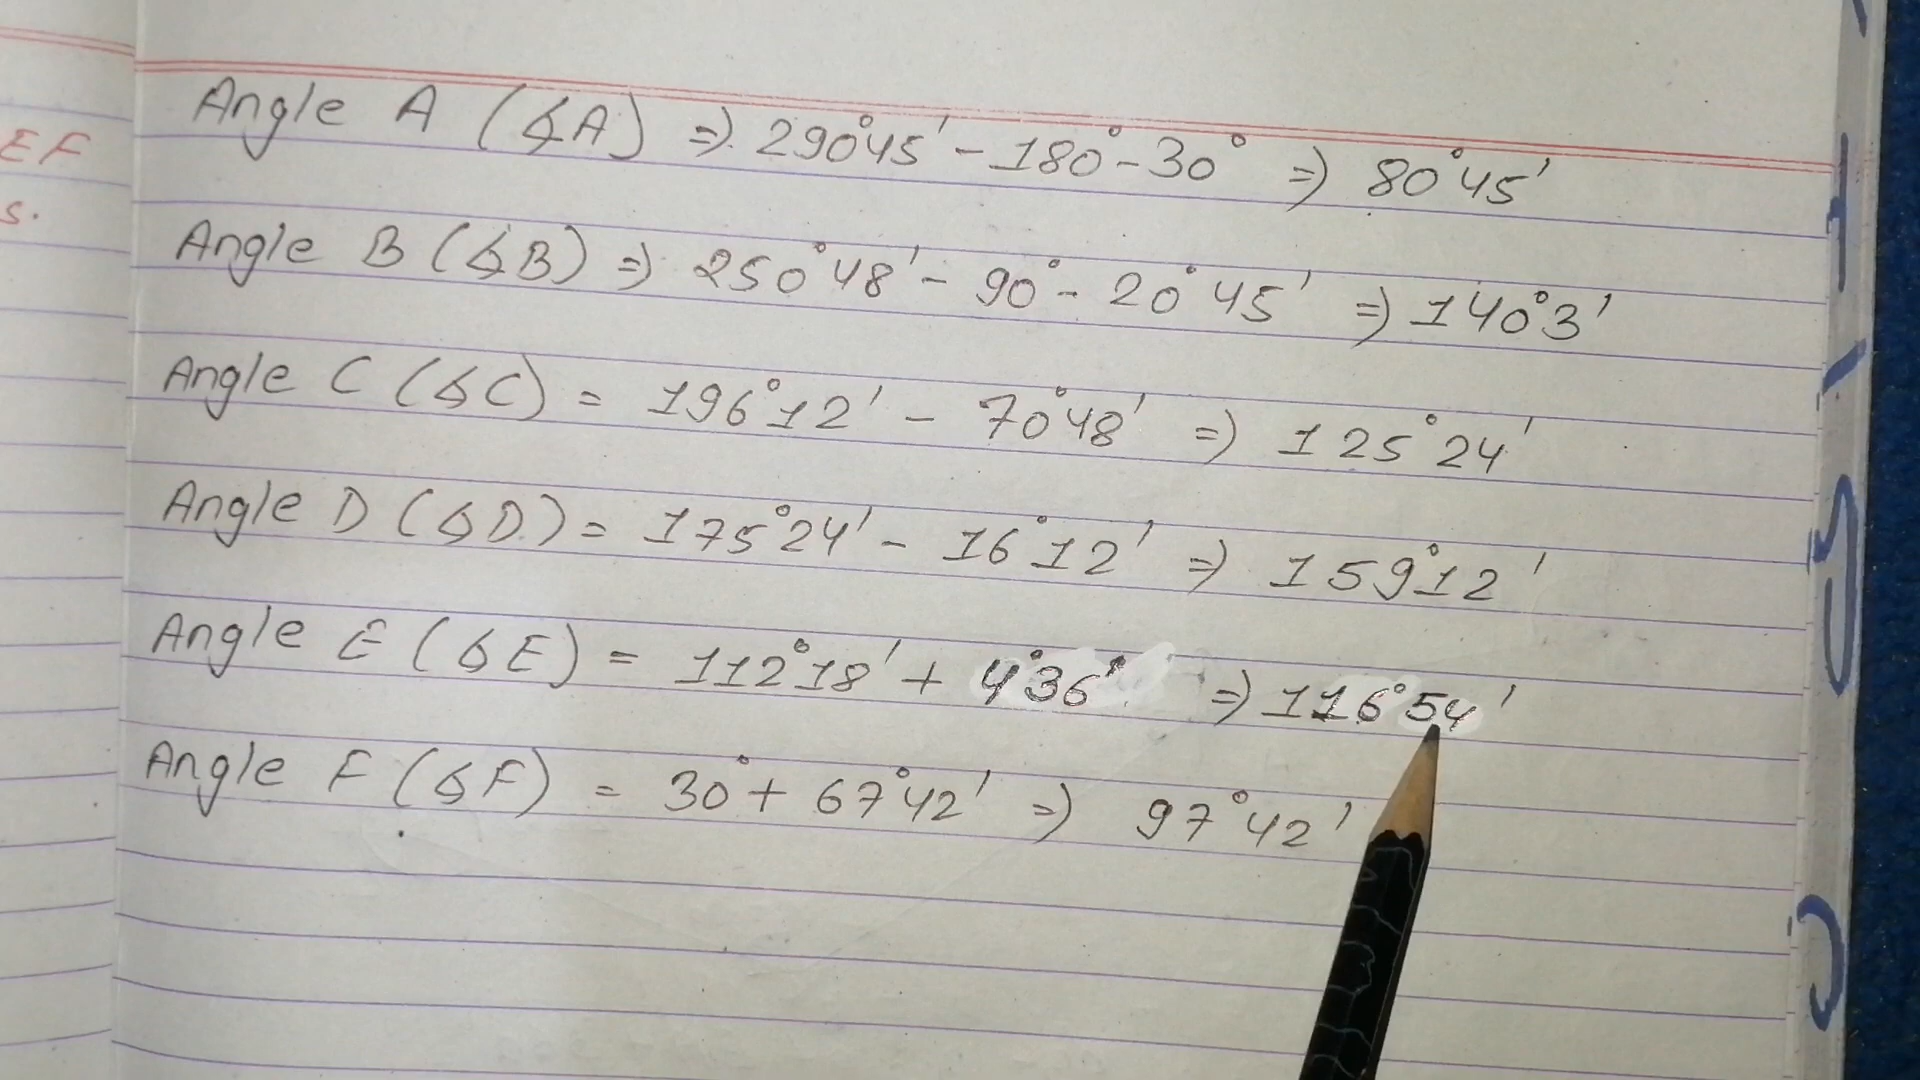 EF
s.
Angle A (∡A) ⇒ 290°45' - 180° - 30° ⇒ 80°45'
Angle B (∡B) ⇒ 250°48' - 90° - 20°45' ⇒ 140°3'
Angle C (∡C) = 196°12' - 70°48' ⇒ 125°24'
Angle D (∡D) = 175°24' - 16°12' ⇒ 159°12'
Angle E (∡E) = 112°18' + 4°36' ⇒ 116°54'
Angle F (∡F) = 30° + 67°42' ⇒ 97°42'